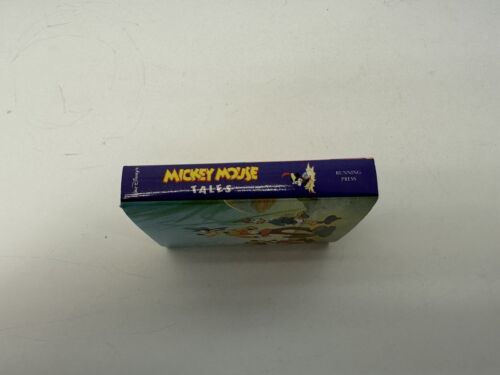 Walt Disney's
MICKEY MOUSE
TALES
RUNNING
PRESS